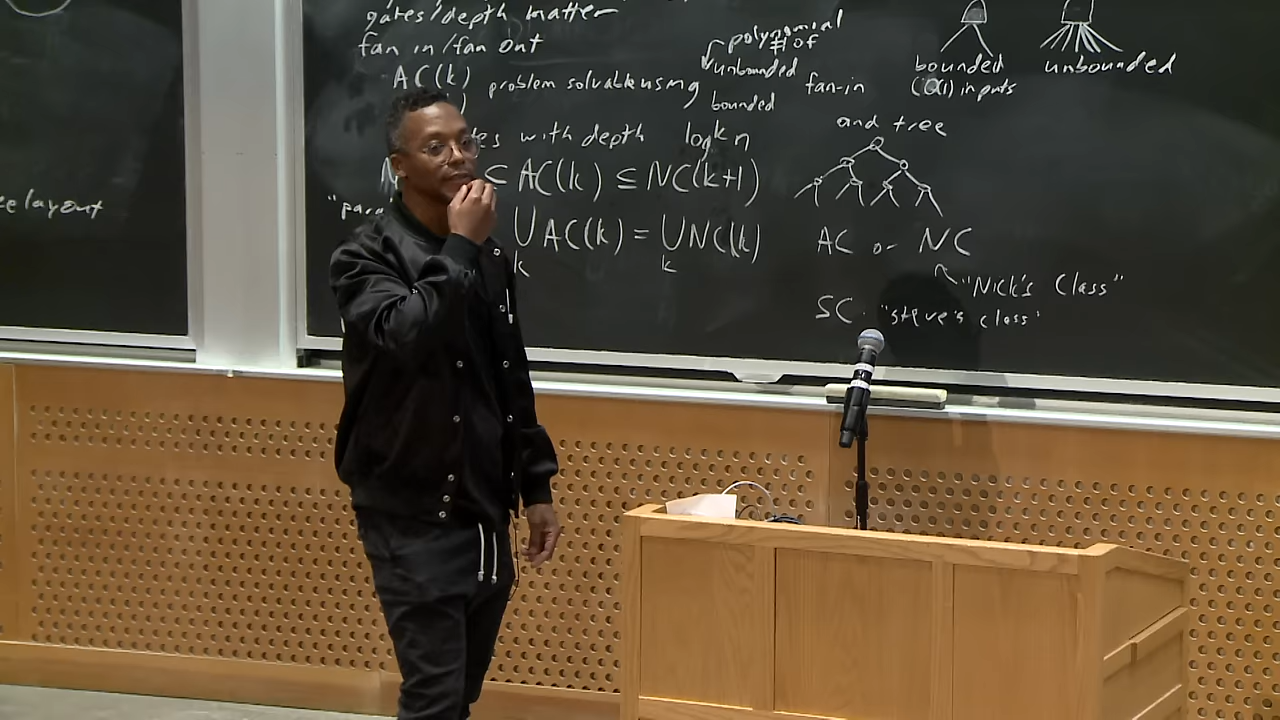 gates/depth matter
fan in/fan out
AC(k) problem solvable using
polynomial
# of
unbounded
bounded
fan-in
with depth log^k n
⊆ AC(k) ⊆ NC(k+1)
∪ AC(k) = ∪ NC(k)
k k
bounded
(O(1)) inputs
unbounded
and tree
AC or NC
"Nick's Class"
SC. "Steve's class"
layout